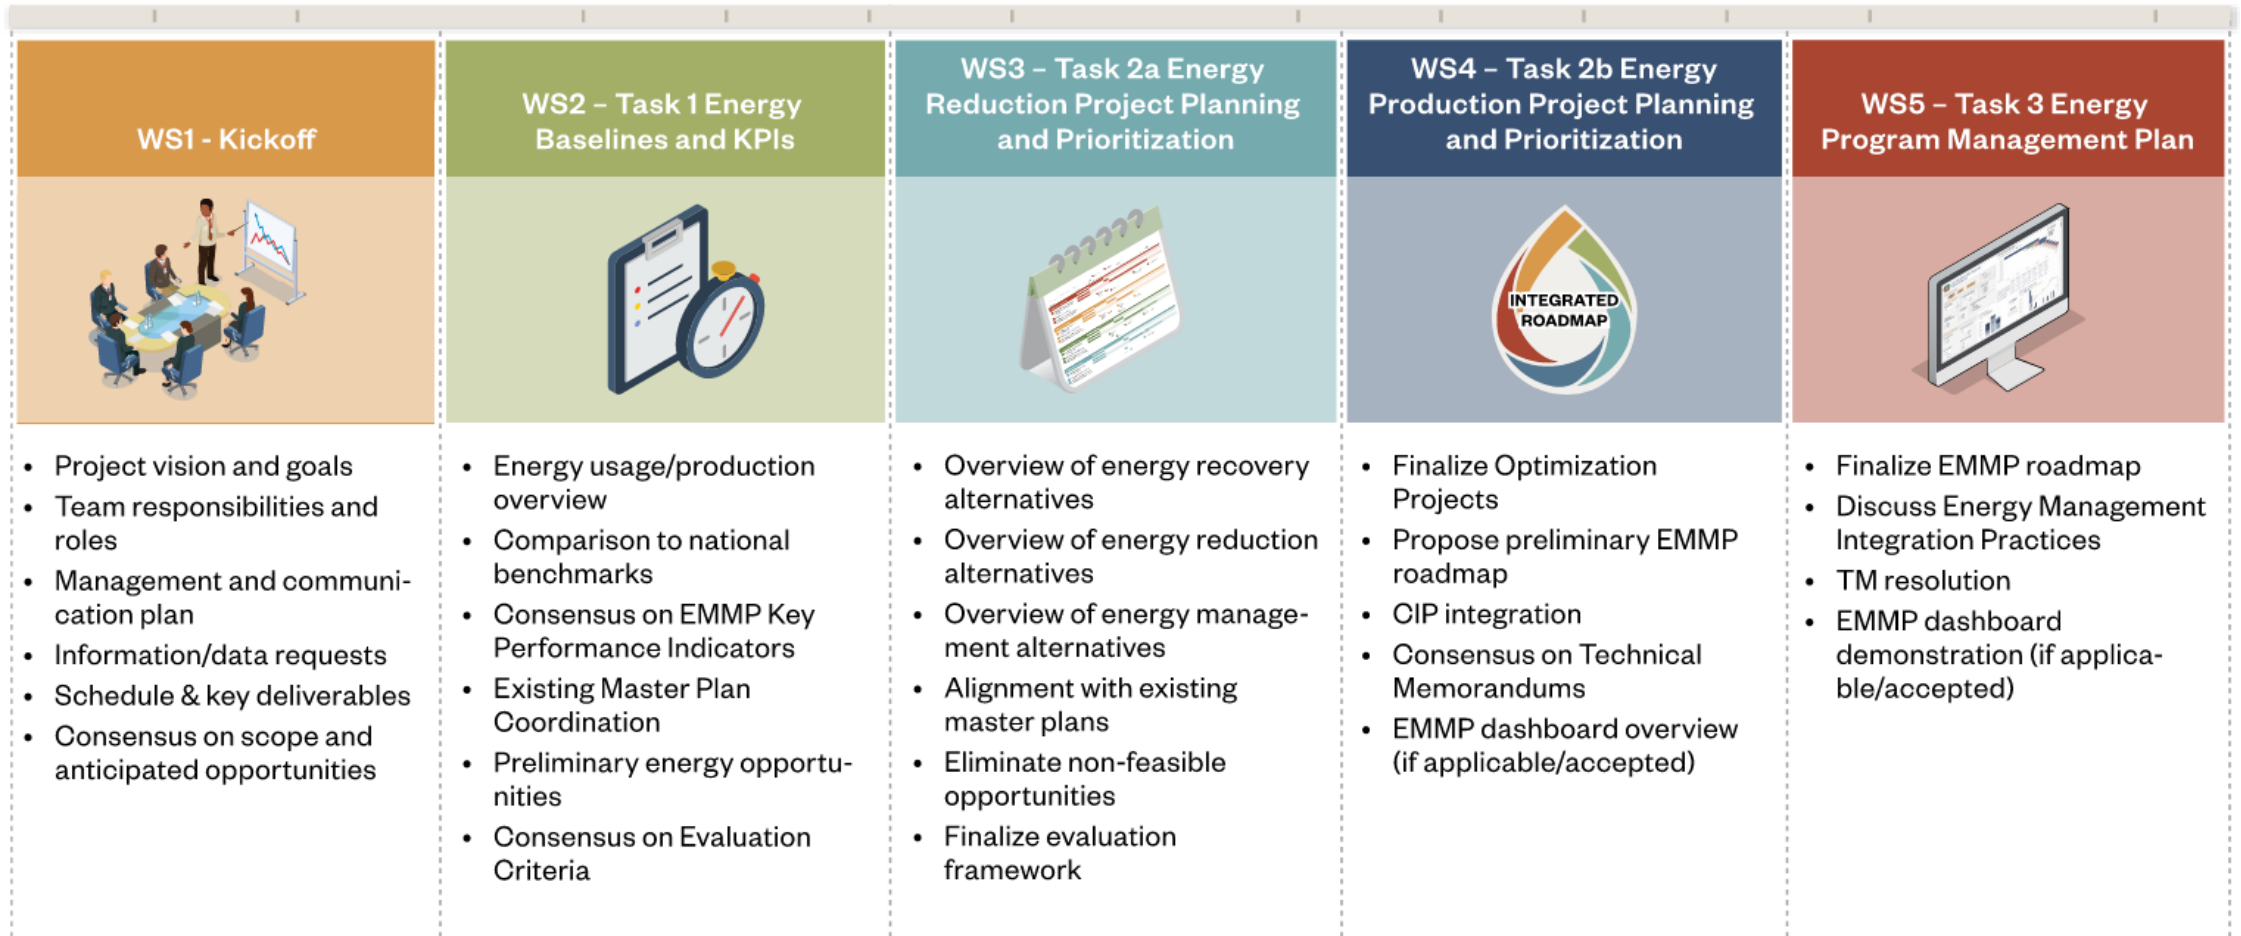 WS1 - Kickoff
WS2 – Task 1 Energy
Baselines and KPIs
WS3 – Task 2a Energy
Reduction Project Planning
and Prioritization
WS4 – Task 2b Energy
Production Project Planning
and Prioritization
WS5 – Task 3 Energy
Program Management Plan
INTEGRATED
ROADMAP
• Project vision and goals
• Team responsibilities and
roles
• Management and communi-
cation plan
• Information/data requests
• Schedule & key deliverables
• Consensus on scope and
anticipated opportunities
• Energy usage/production
overview
• Comparison to national
benchmarks
• Consensus on EMMP Key
Performance Indicators
• Existing Master Plan
Coordination
• Preliminary energy opportu-
nities
• Consensus on Evaluation
Criteria
• Overview of energy recovery
alternatives
• Overview of energy reduction
alternatives
• Overview of energy manage-
ment alternatives
• Alignment with existing
master plans
• Eliminate non-feasible
opportunities
• Finalize evaluation
framework
• Finalize Optimization
Projects
• Propose preliminary EMMP
roadmap
• CIP integration
• Consensus on Technical
Memorandums
• EMMP dashboard overview
(if applicable/accepted)
• Finalize EMMP roadmap
• Discuss Energy Management
Integration Practices
• TM resolution
• EMMP dashboard
demonstration (if applica-
ble/accepted)